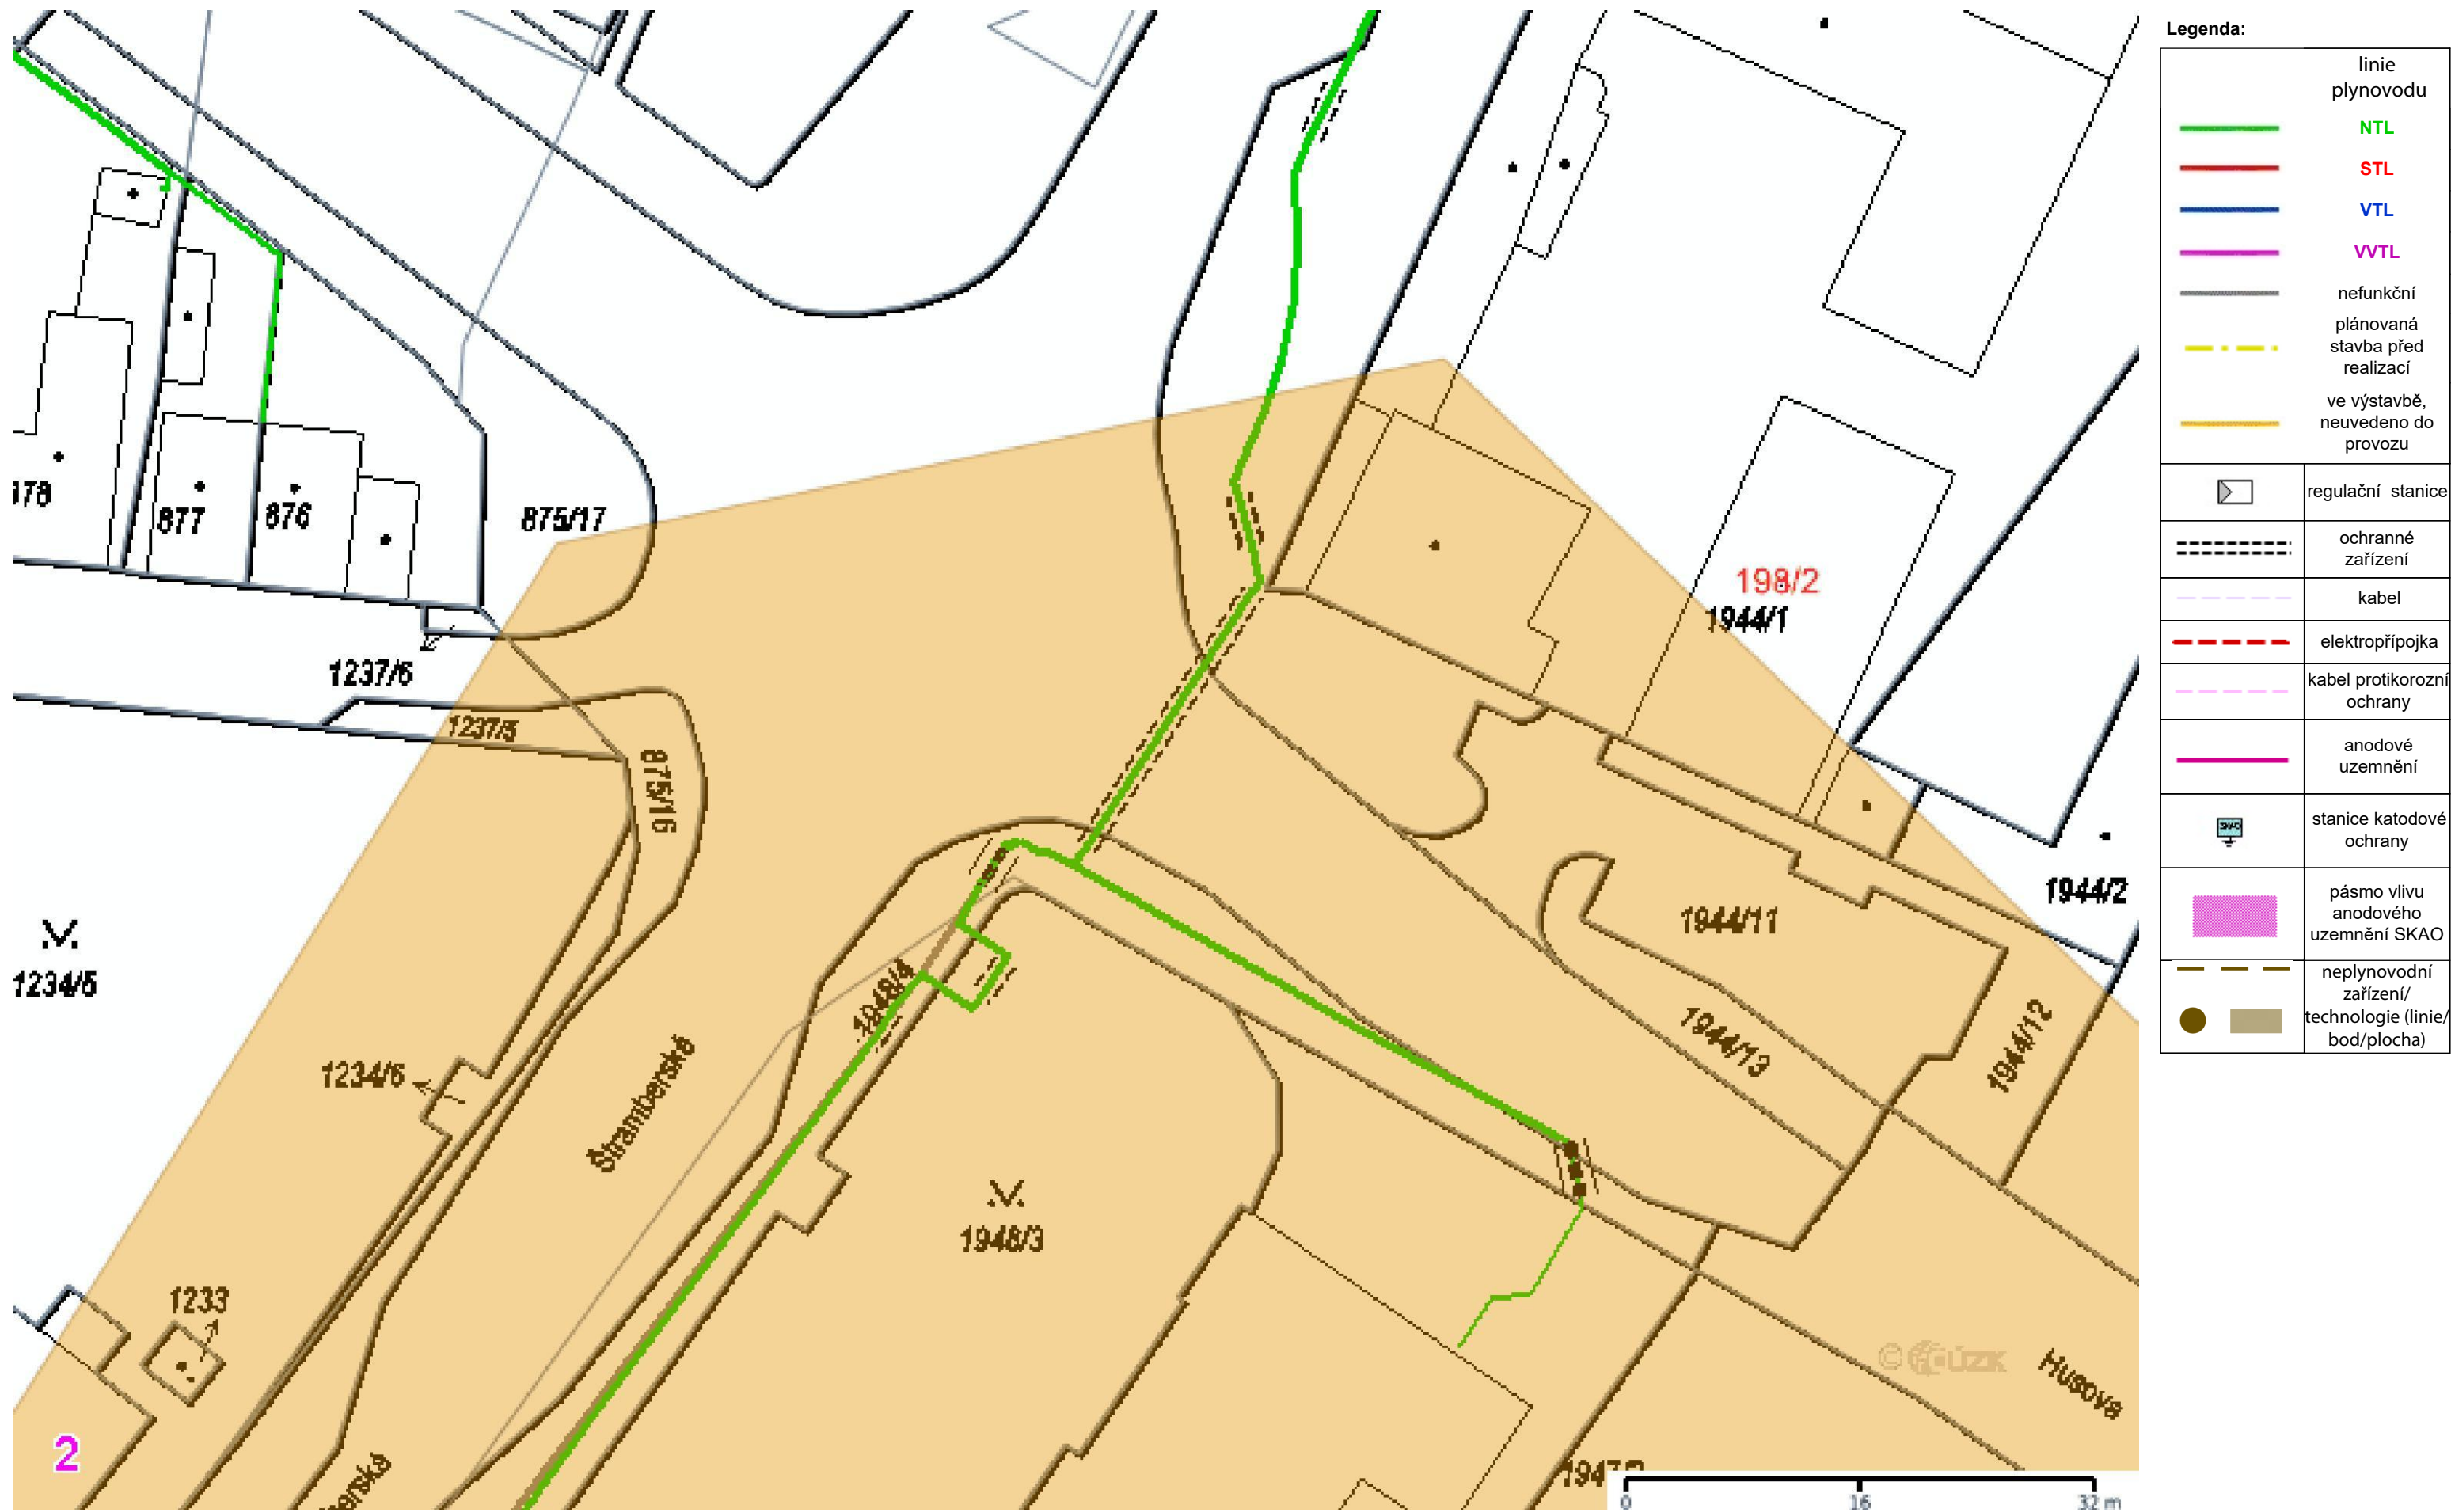 178
877
876
875/17
1237/6
1237/5
875/16
198/2
1944/1
1944/2
1944/11
1944/13
1944/12
1234/5
1234/6
1948/4
Štramberská
1948/3
1233
2
Husova
0 16 32 m
Legenda:
linie
plynovodu
NTL
STL
VTL
VVTL
nefunkční
plánovaná
stavba před
realizací
ve výstavbě,
neuvedeno do
provozu
regulační stanice
ochranné
zařízení
kabel
elektropřípojka
kabel protikorozní
ochrany
anodové
uzemnění
SKAO
stanice katodové
ochrany
pásmo vlivu
anodového
uzemnění SKAO
neplynovodní
zařízení/
technologie (linie/
bod/plocha)